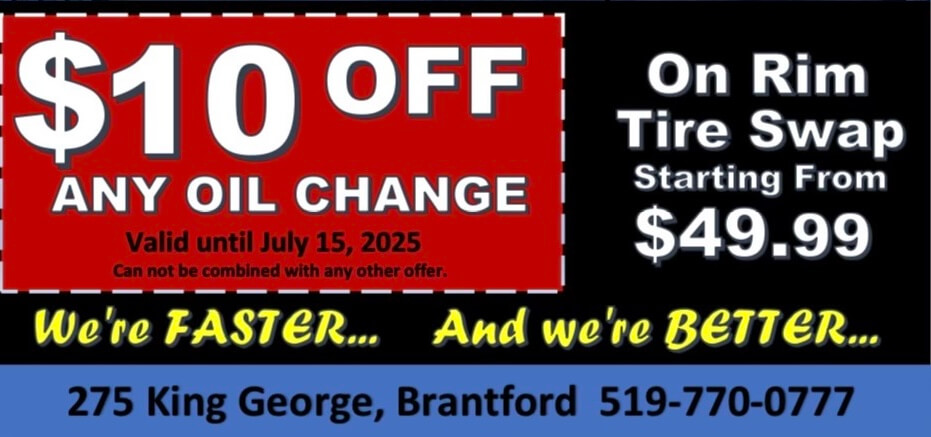 $10 OFF
ANY OIL CHANGE
Valid until July 15, 2025
Can not be combined with any other offer.
On Rim
Tire Swap
Starting From
$49.99
We're FASTER... And we're BETTER...
275 King George, Brantford 519-770-0777